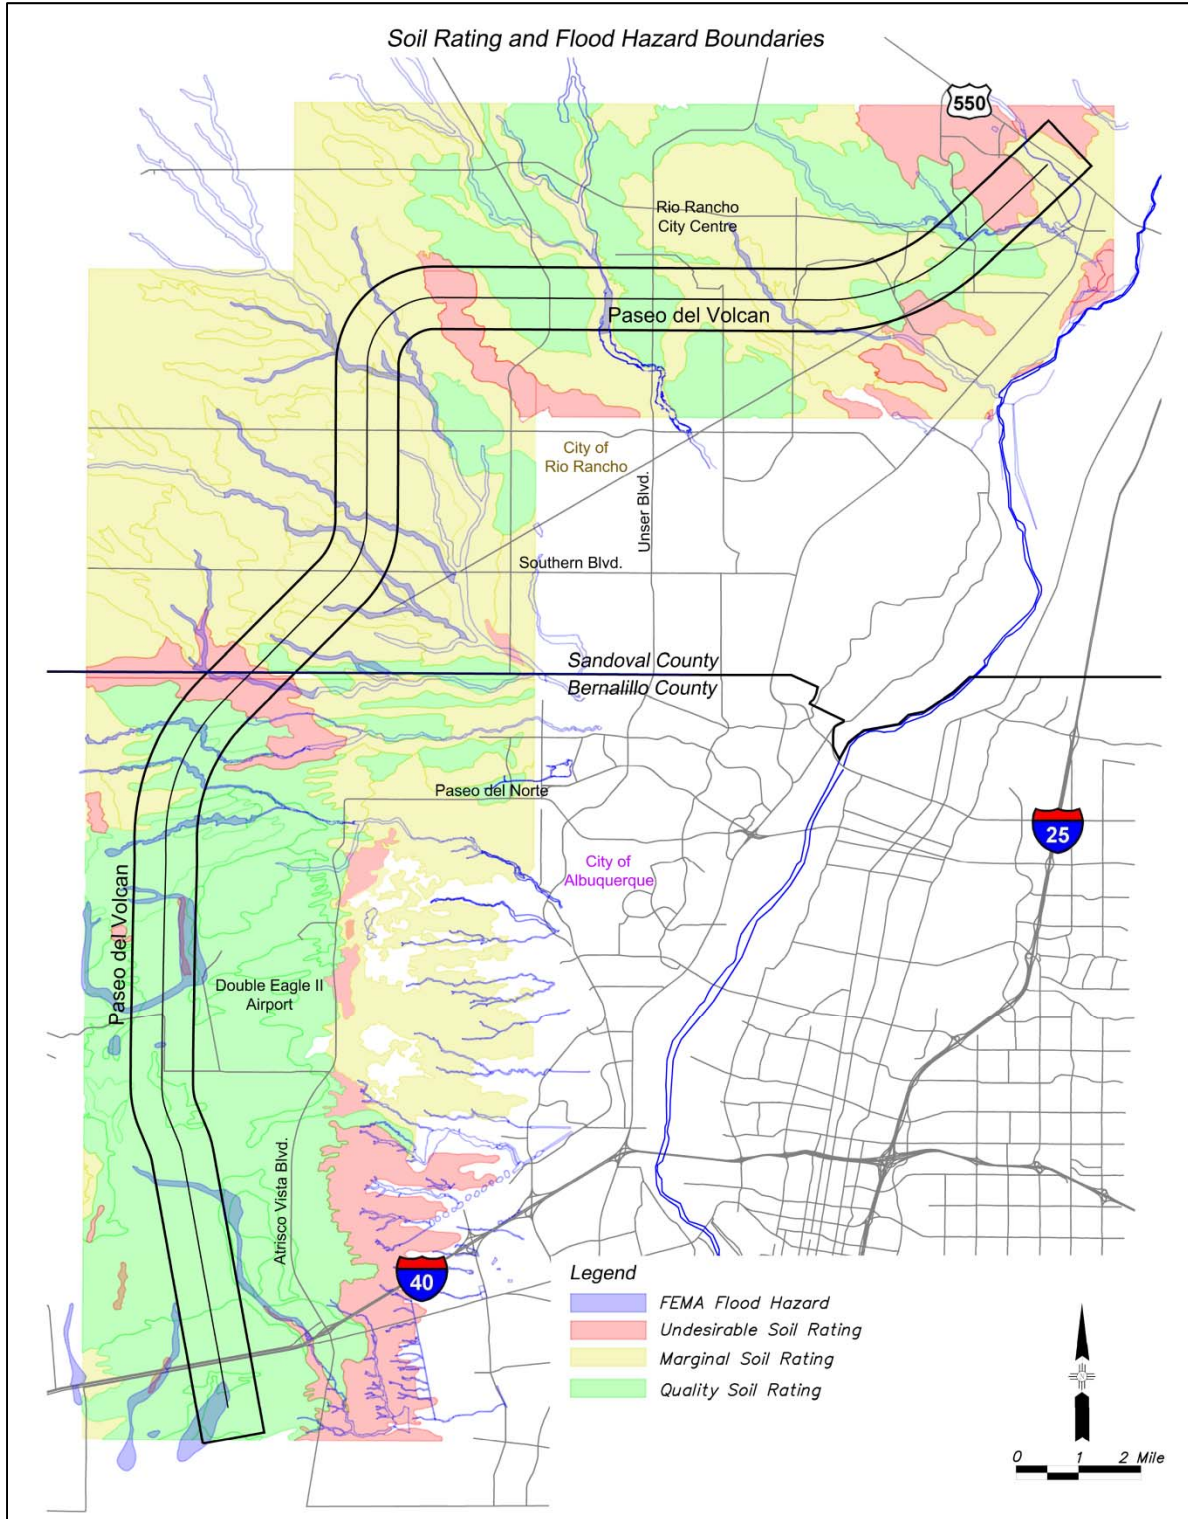 Soil Rating and Flood Hazard Boundaries
550
Rio Rancho
City Centre
Paseo del Volcan
City of
Rio Rancho
Unser Blvd.
Southern Blvd.
Sandoval County
Bernalillo County
Paseo del Norte
25
City of
Albuquerque
Paseo del Volcan
Double Eagle II
Airport
Atrisco Vista Blvd.
40
Legend
FEMA Flood Hazard
Undesirable Soil Rating
Marginal Soil Rating
Quality Soil Rating
N
0 1 2 Mile